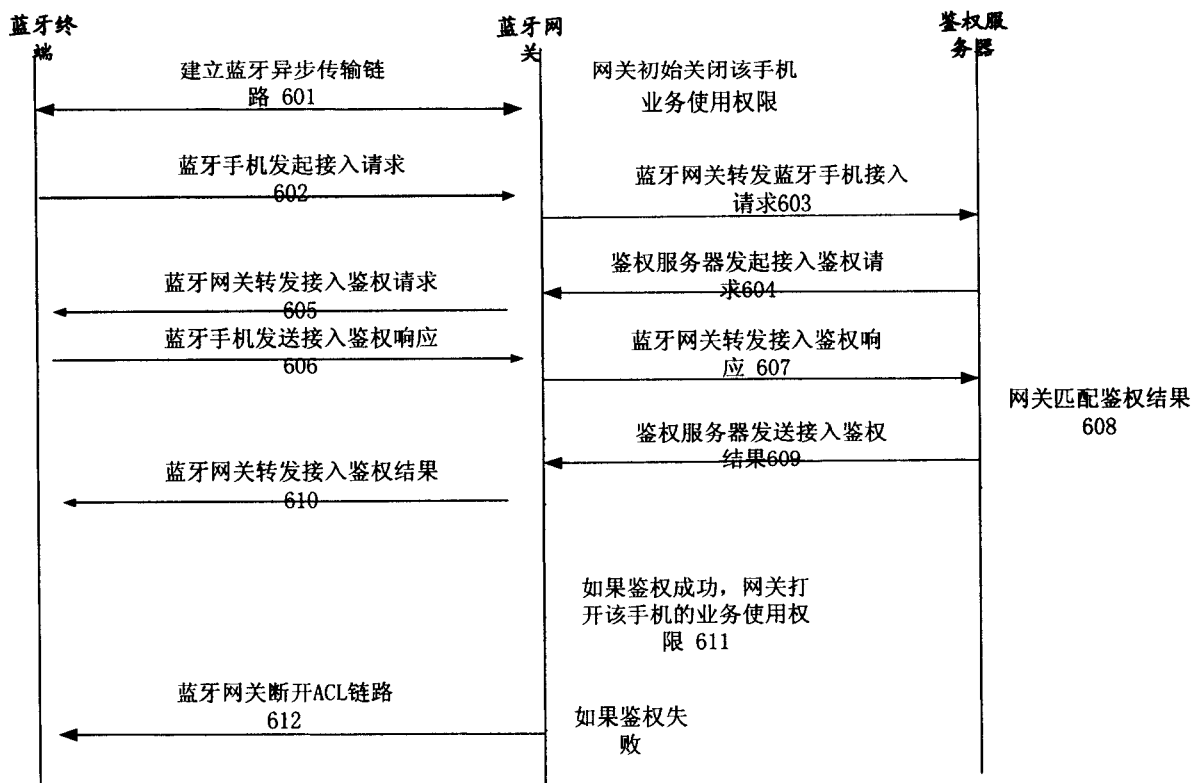 蓝牙终
端
蓝牙网
关
鉴权服
务器
建立蓝牙异步传输链
路 601
网关初始关闭该手机
业务使用权限
蓝牙手机发起接入请求
602
蓝牙网关转发蓝牙手机接入
请求603
鉴权服务器发起接入鉴权请
求604
蓝牙网关转发接入鉴权请求
605
蓝牙手机发送接入鉴权响应
606
蓝牙网关转发接入鉴权响
应 607
网关匹配鉴权结果
608
鉴权服务器发送接入鉴权
结果609
蓝牙网关转发接入鉴权结果
610
如果鉴权成功，网关打
开该手机的业务使用权
限 611
蓝牙网关断开ACL链路
612
如果鉴权失
败